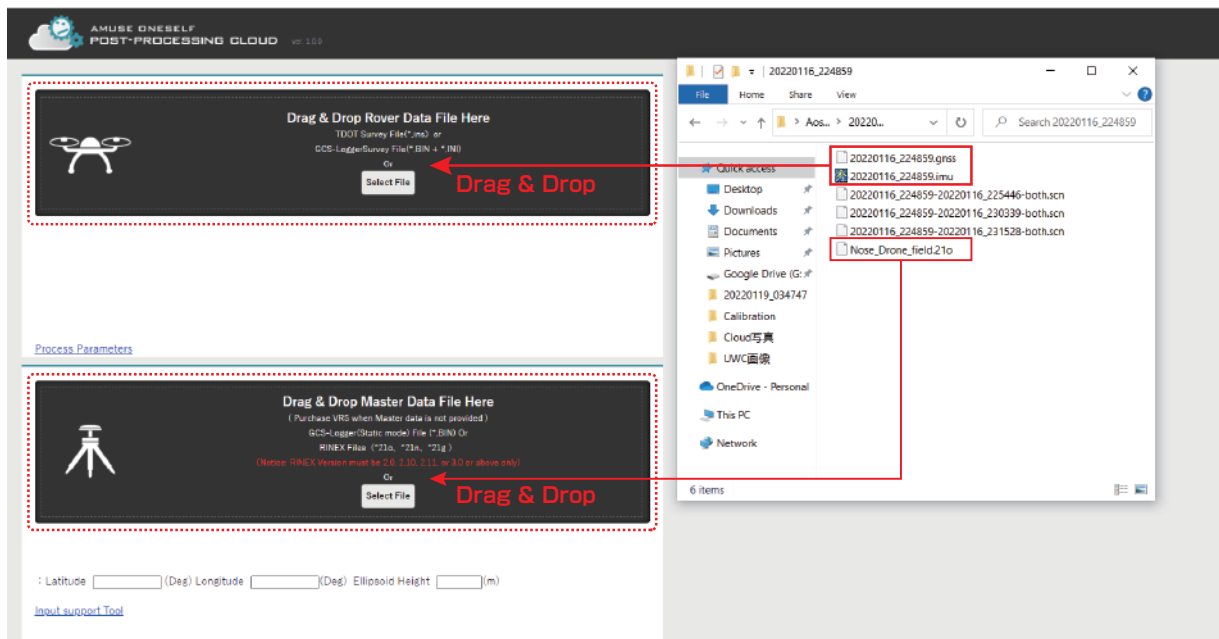 AMUSE ONESELF
POST-PROCESSING CLOUD ver. 1.0.9
Drag & Drop Rover Data File Here
TDOT Survey File(*.ins) or
GCS-LoggerSurvey File(*.BIN + *.INI)
Or
Select File
Drag & Drop
Process Parameters
Drag & Drop Master Data File Here
( Purchase VRS when Master data is not provided )
GCS-Logger(Static mode) File (*.BIN) Or
RINEX Files (*21o, *21n, *21g )
(Notice: RINEX Version must be 2.0, 2.10, 2.11, or 3.0 or above only)
Or
Select File
Drag & Drop
: Latitude (Deg) Longitude (Deg) Ellipsoid Height (m)
Input support Tool
20220116_224859
File Home Share View
Aos... > 20220...
Search 20220116_224859
Quick access
Desktop
Downloads
Documents
Pictures
Google Drive (G:
20220119_034747
Calibration
Cloud写真
UWC画像
OneDrive - Personal
This PC
Network
20220116_224859.gnss
20220116_224859.imu
20220116_224859-20220116_225446-both.scn
20220116_224859-20220116_230339-both.scn
20220116_224859-20220116_231528-both.scn
Nose_Drone_field.21o
6 items